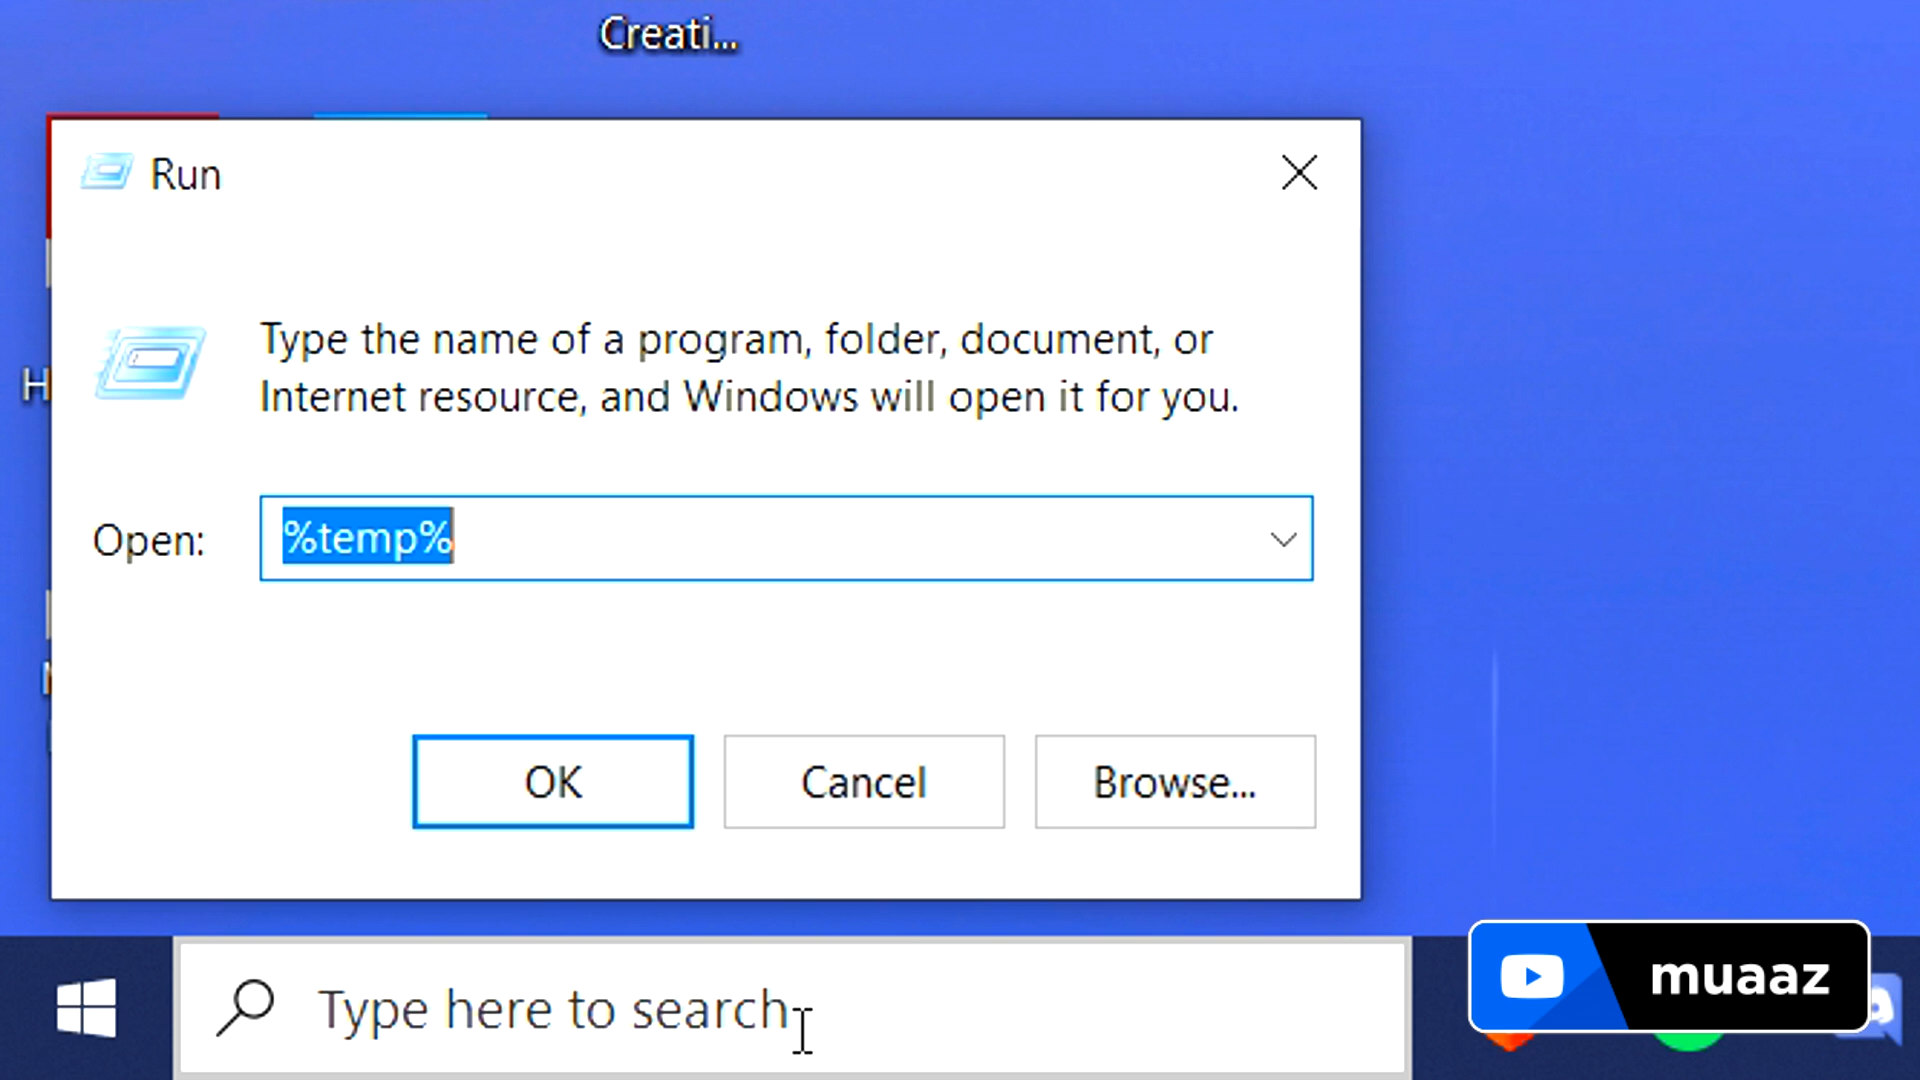 Creati...
Run
Type the name of a program, folder, document, or
Internet resource, and Windows will open it for you.
Open: %temp%
OK Cancel Browse...
Type here to search
muaaz